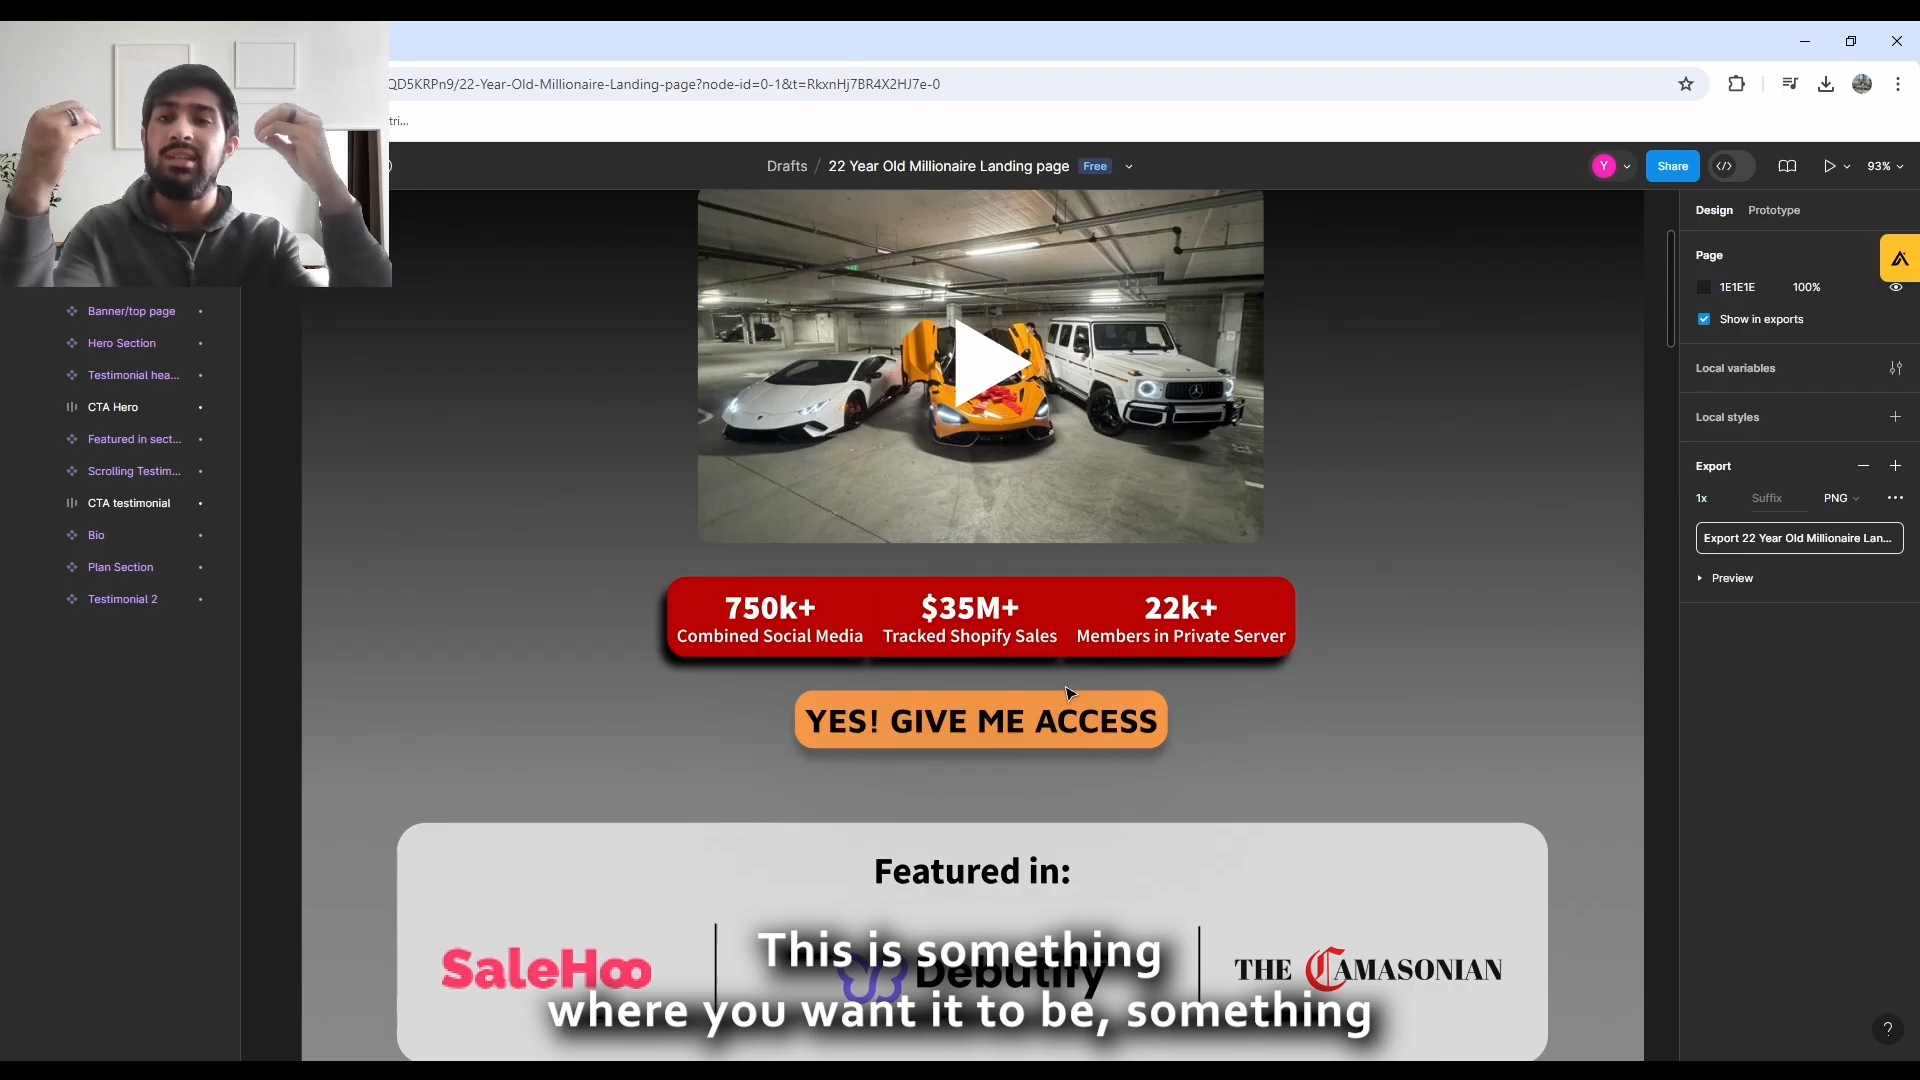 QD5KRPn9/22-Year-Old-Millionaire-Landing-page?node-id=0-1&t=RkxnHj7BR4X2HJ7e-0
tri...
Drafts / 22 Year Old Millionaire Landing page Free
Y
Share
93%
Design Prototype
Page
1E1E1E 100%
Show in exports
Local variables
Local styles
Export
1x Suffix PNG
Export 22 Year Old Millionaire Lan...
Preview
Banner/top page
Hero Section
Testimonial hea...
CTA Hero
Featured in sect...
Scrolling Testim...
CTA testimonial
Bio
Plan Section
Testimonial 2
750k+ $35M+ 22k+
Combined Social Media Tracked Shopify Sales Members in Private Server
YES! GIVE ME ACCESS
Featured in:
SaleHoo Debutify THE CAMASONIAN
This is something
where you want it to be, something
?